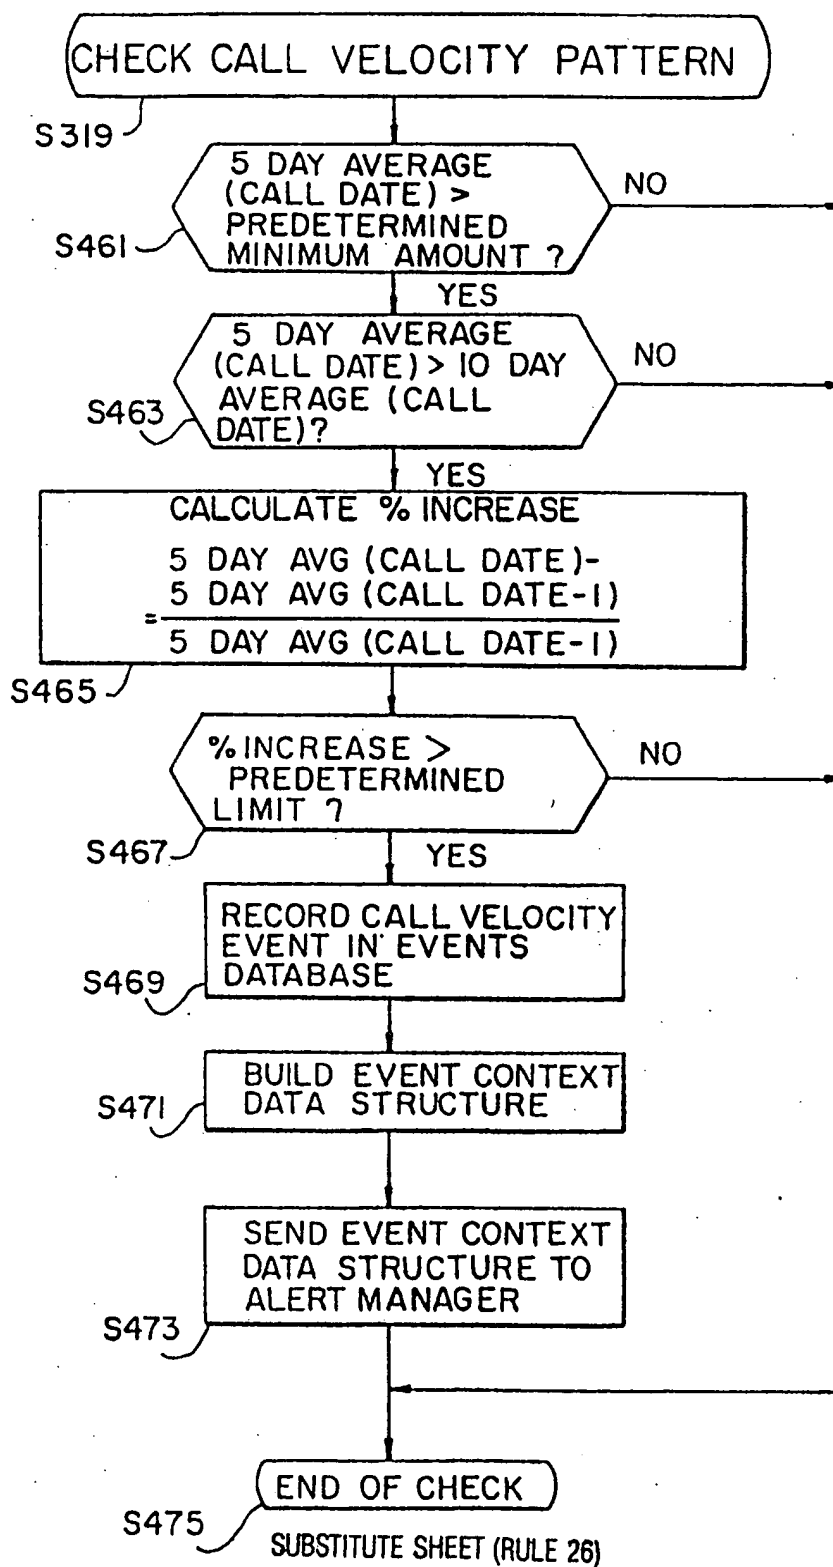 CHECK CALL VELOCITY PATTERN
S319
5 DAY AVERAGE
(CALL DATE) >
PREDETERMINED
MINIMUM AMOUNT ?
NO
S461
YES
5 DAY AVERAGE
(CALL DATE) > 10 DAY
AVERAGE (CALL
DATE)?
NO
S463
YES
CALCULATE % INCREASE
5 DAY AVG (CALL DATE)-
5 DAY AVG (CALL DATE-1)
=
5 DAY AVG (CALL DATE-1)
S465
% INCREASE >
PREDETERMINED
LIMIT ?
NO
S467
YES
RECORD CALL VELOCITY
EVENT IN EVENTS
DATABASE
S469
BUILD EVENT CONTEXT
DATA STRUCTURE
S471
SEND EVENT CONTEXT
DATA STRUCTURE TO
ALERT MANAGER
S473
END OF CHECK
S475
SUBSTITUTE SHEET (RULE 26)